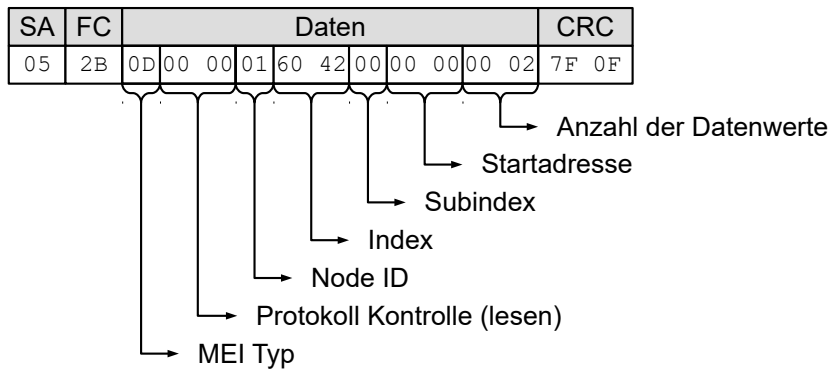 SA FC Daten CRC
05 2B 0D 00 00 01 60 42 00 00 00 00 02 7F 0F
Anzahl der Datenwerte
Startadresse
Subindex
Index
Node ID
Protokoll Kontrolle (lesen)
MEI Typ